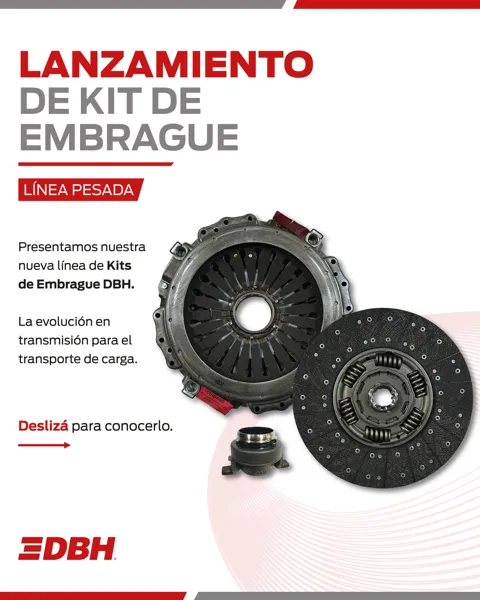 LANZAMIENTO
DE KIT DE
EMBRAGUE
LÍNEA PESADA
Presentamos nuestra
nueva línea de Kits
de Embrague DBH.
La evolución en
transmisión para el
transporte de carga.
Deslizá para conocerlo.
DBH